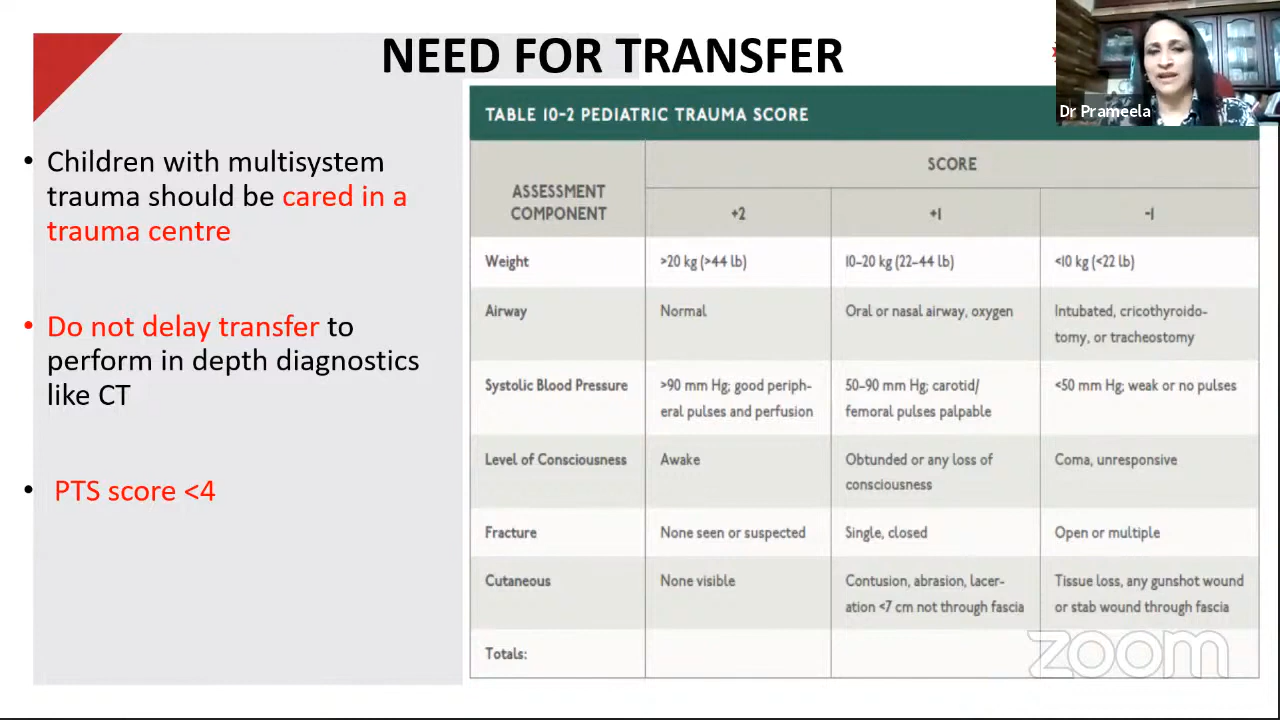 NEED FOR TRANSFER
Dr Prameela
• Children with multisystem
trauma should be cared in a
trauma centre
• Do not delay transfer to
perform in depth diagnostics
like CT
• PTS score <4
TABLE 10-2 PEDIATRIC TRAUMA SCORE
ASSESSMENT
COMPONENT
SCORE
+2
+1
-1
Weight
>20 kg (>44 lb)
10–20 kg (22–44 lb)
<10 kg (<22 lb)
Airway
Normal
Oral or nasal airway, oxygen
Intubated, cricothyroido-
tomy, or tracheostomy
Systolic Blood Pressure
>90 mm Hg; good periph-
eral pulses and perfusion
50–90 mm Hg; carotid/
femoral pulses palpable
<50 mm Hg; weak or no pulses
Level of Consciousness
Awake
Obtunded or any loss of
consciousness
Coma, unresponsive
Fracture
None seen or suspected
Single, closed
Open or multiple
Cutaneous
None visible
Contusion, abrasion, lacer-
ation <7 cm not through fascia
Tissue loss, any gunshot wound
or stab wound through fascia
Totals:
zoom